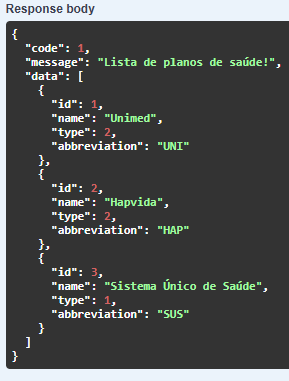 Response body
{
  "code": 1,
  "message": "Lista de planos de saúde!",
  "data": [
    {
      "id": 1,
      "name": "Unimed",
      "type": 2,
      "abbreviation": "UNI"
    },
    {
      "id": 2,
      "name": "Hapvida",
      "type": 2,
      "abbreviation": "HAP"
    },
    {
      "id": 3,
      "name": "Sistema Único de Saúde",
      "type": 1,
      "abbreviation": "SUS"
    }
  ]
}